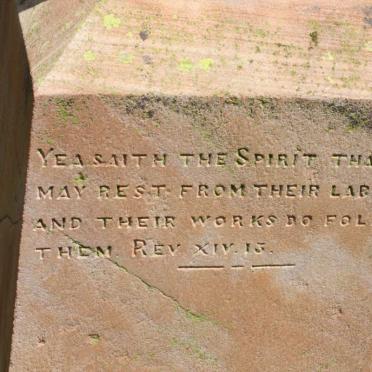 YEA SAITH THE SPIRIT THA
MAY REST FROM THEIR LAB
AND THEIR WORKS DO FOL
THEM. REV XIV. 13.